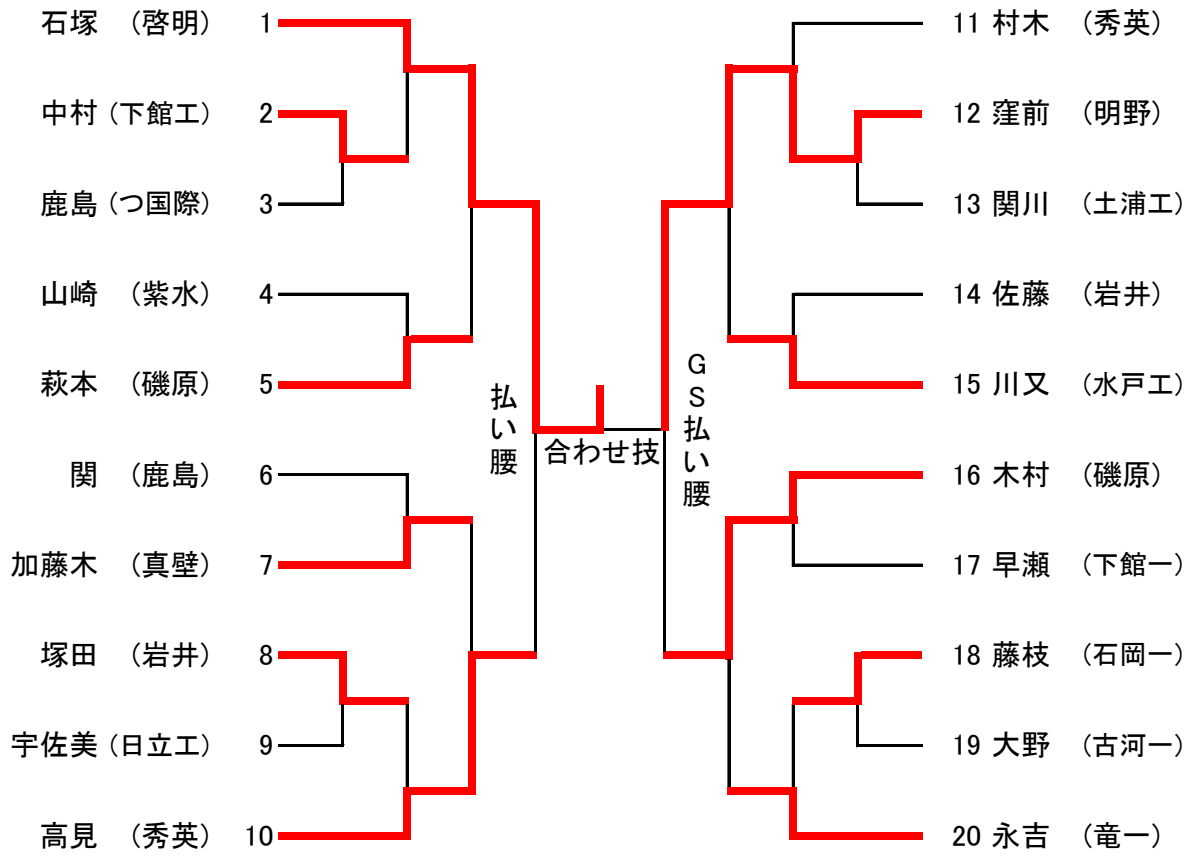 石塚 (啓明) 1
中村 (下館工) 2
鹿島 (つ国際) 3
山崎 (紫水) 4
萩本 (磯原) 5
関 (鹿島) 6
加藤木 (真壁) 7
塚田 (岩井) 8
宇佐美 (日立工) 9
高見 (秀英) 10
払い腰
合わせ技
GS払い腰
11 村木 (秀英)
12 窪前 (明野)
13 関川 (土浦工)
14 佐藤 (岩井)
15 川又 (水戸工)
16 木村 (磯原)
17 早瀬 (下館一)
18 藤枝 (石岡一)
19 大野 (古河一)
20 永吉 (竜一)